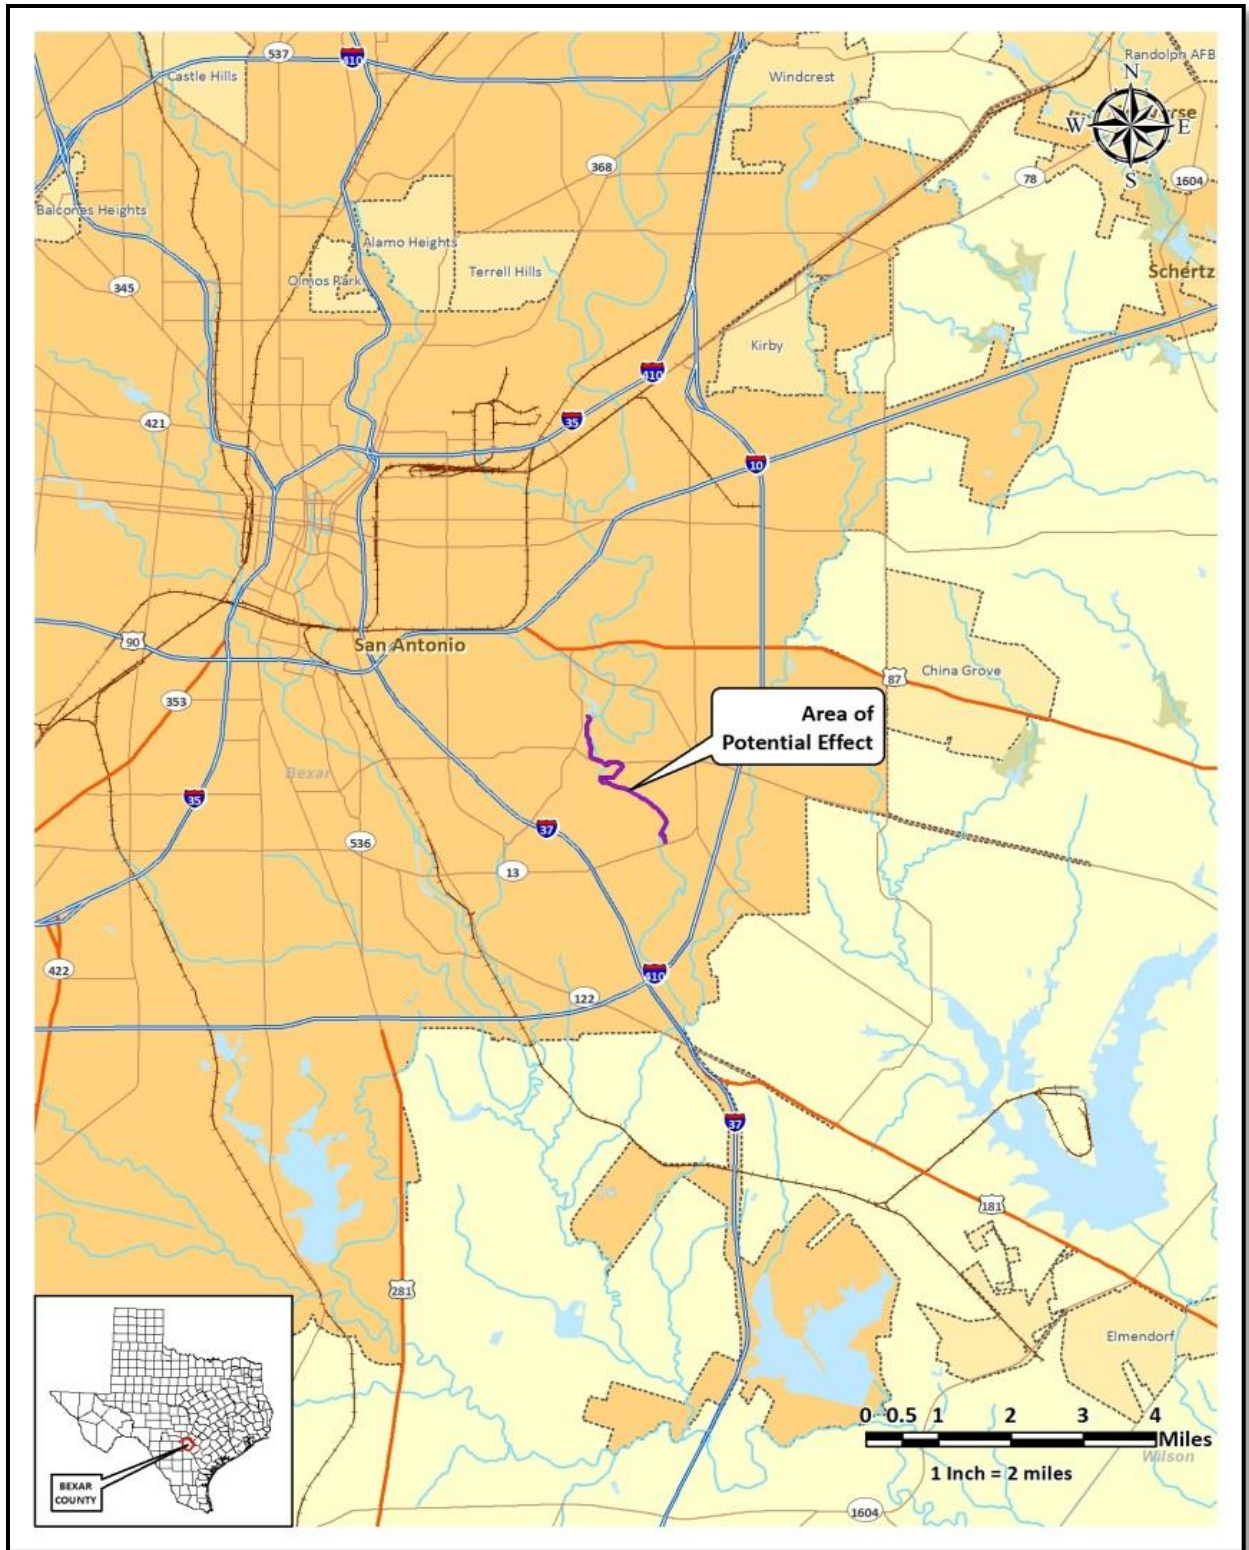 537
410
Castle Hills
Windcrest
Randolph AFB
N
W
E
S
rse
368
78
1604
Balcones Heights
Alamo Heights
Terrell Hills
Olmos Park
345
Schertz
Kirby
410
35
421
10
90
San Antonio
China Grove
87
353
Area of
Potential Effect
Bexar
35
37
536
13
422
410
122
37
181
281
Elmendorf
0 0.5 1 2 3 4
Miles
Wilson
1 Inch = 2 miles
1604
BEXAR
COUNTY